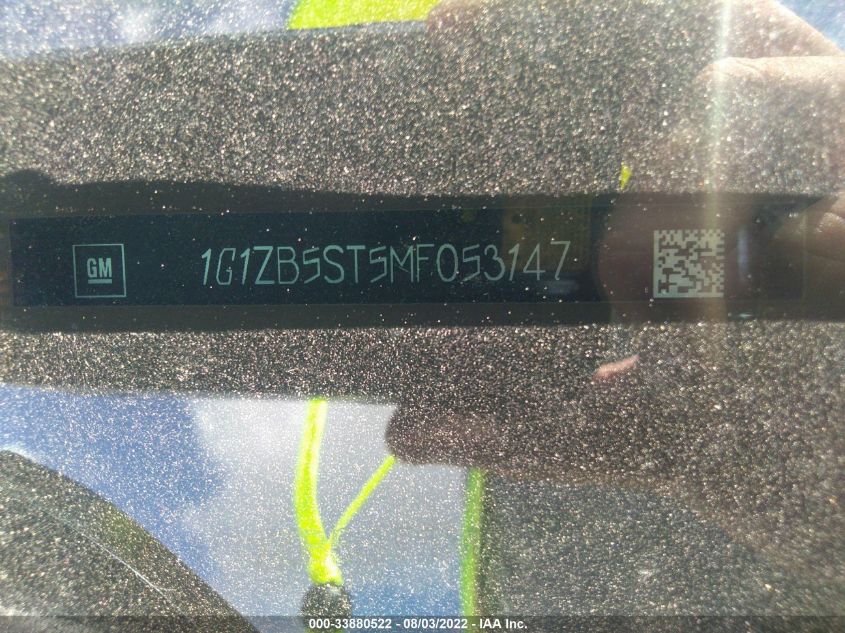 GM
1G1ZB5ST5MF053147
000-33880522 - 08/03/2022 - IAA Inc.